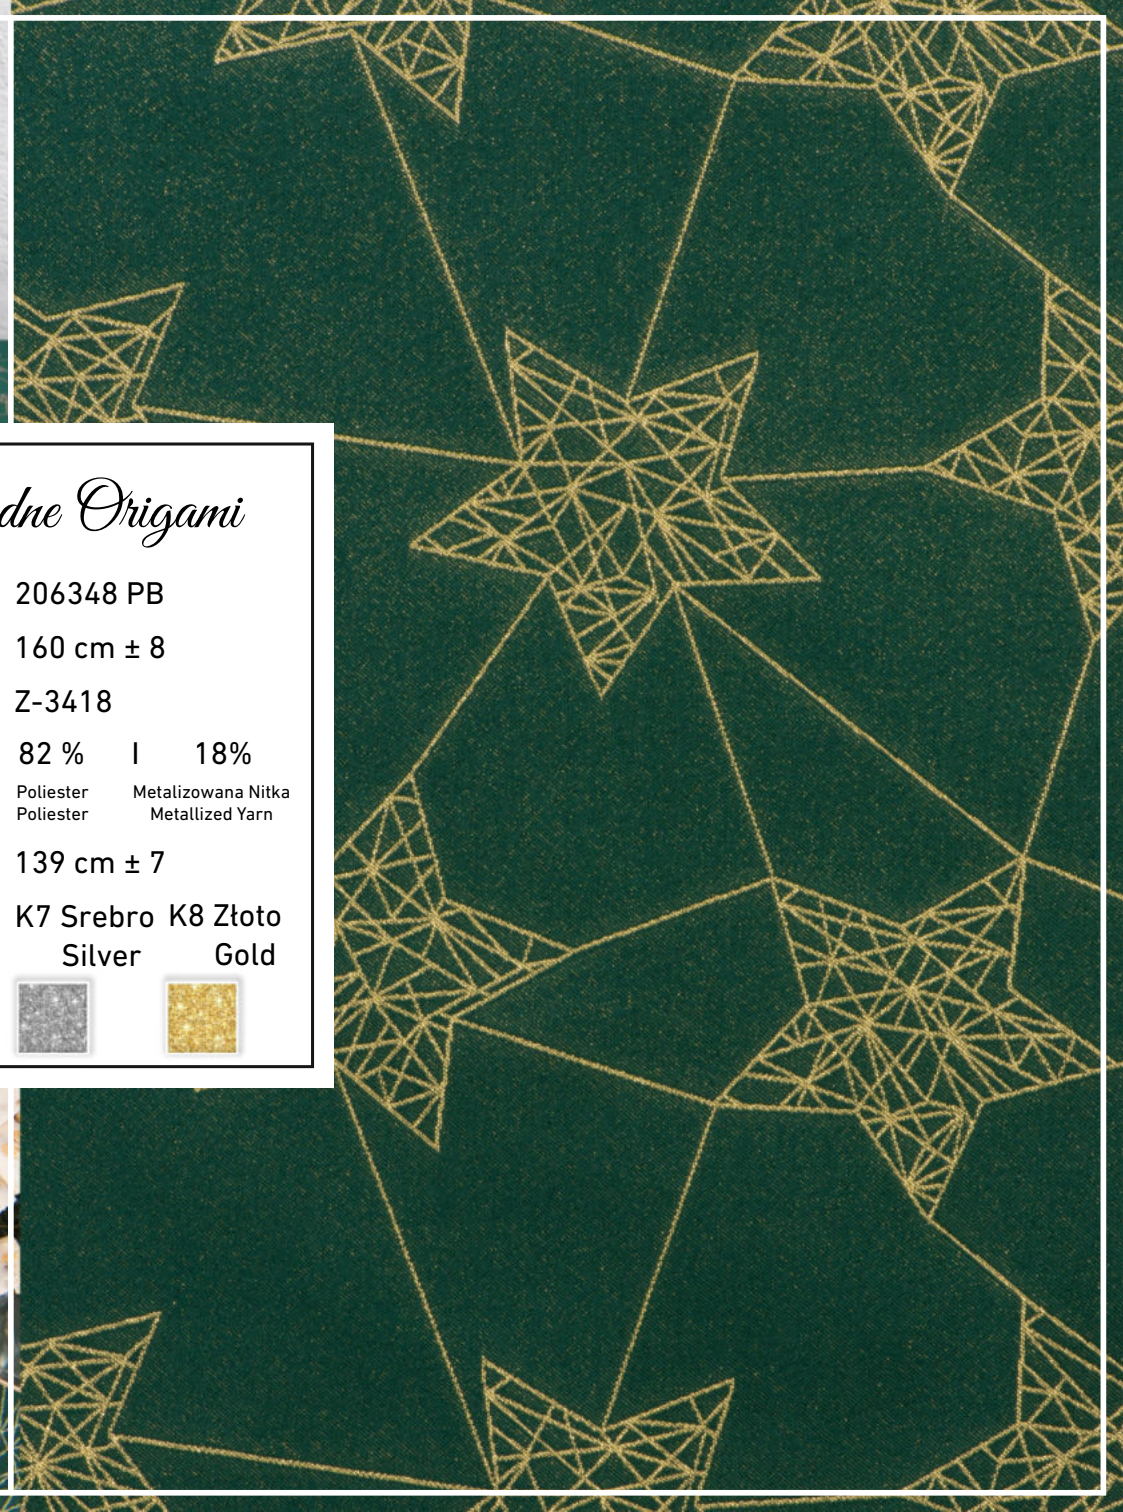 Origami
206348 PB
160 cm ± 8
Z-3418
82 % I 18%
Poliester Metalizowana Nitka
Poliester Metallized Yarn
139 cm ± 7
K7 Srebro K8 Złoto
Silver Gold